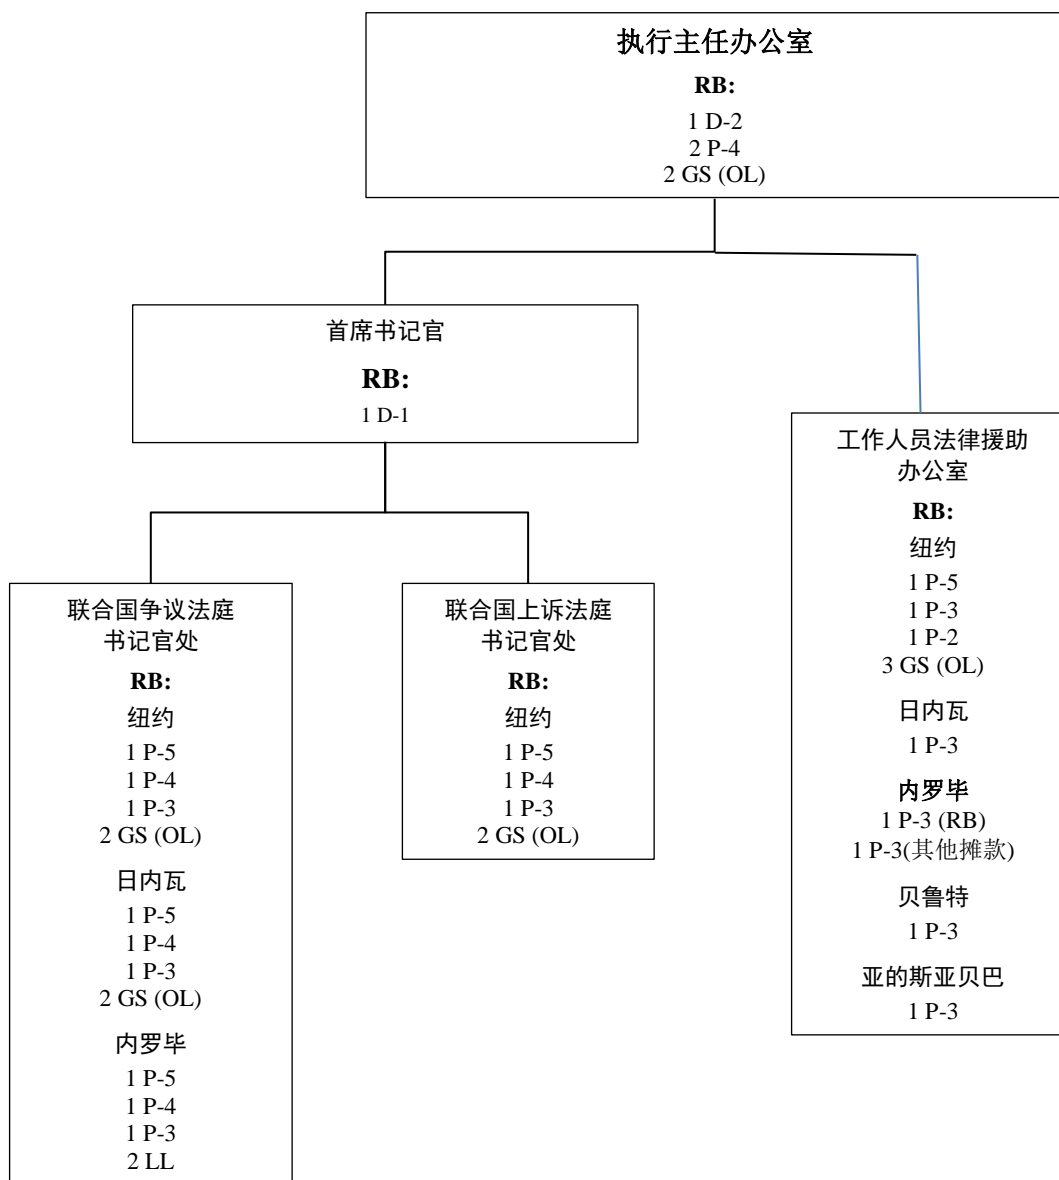 执行主任办公室
RB:
1 D-2
2 P-4
2 GS (OL)
首席书记官
RB:
1 D-1
联合国争议法庭
书记官处
RB:
纽约
1 P-5
1 P-4
1 P-3
2 GS (OL)
日内瓦
1 P-5
1 P-4
1 P-3
2 GS (OL)
内罗毕
1 P-5
1 P-4
1 P-3
2 LL
联合国上诉法庭
书记官处
RB:
纽约
1 P-5
1 P-4
1 P-3
2 GS (OL)
工作人员法律援助
办公室
RB:
纽约
1 P-5
1 P-3
1 P-2
3 GS (OL)
日内瓦
1 P-3
内罗毕
1 P-3 (RB)
1 P-3(其他摊款)
贝鲁特
1 P-3
亚的斯亚贝巴
1 P-3